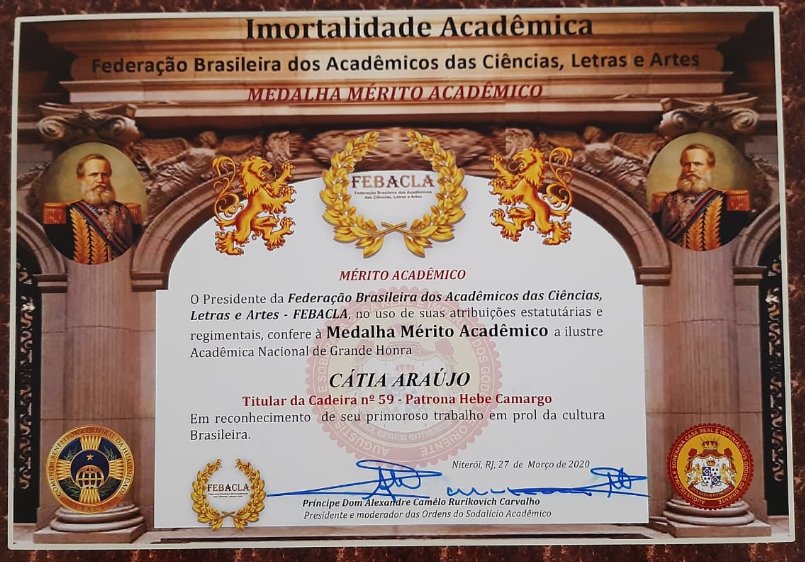 Imortalidade Acadêmica
Federação Brasileira dos Acadêmicos das Ciências, Letras e Artes
MEDALHA MÉRITO ACADÊMICO
FEBACLA
Federação Brasileira dos Acadêmicos
das Ciências, Letras e Artes
MÉRITO ACADÊMICO
O Presidente da Federação Brasileira dos Acadêmicos das Ciências,
Letras e Artes - FEBACLA, no uso de suas atribuições estatutárias e
regimentais, confere à Medalha Mérito Acadêmico a ilustre
Acadêmica Nacional de Grande Honra
CÁTIA ARAÚJO
Titular da Cadeira nº 59 - Patrona Hebe Camargo
Em reconhecimento de seu primoroso trabalho em prol da cultura
Brasileira.
Niterói, RJ, 27 de Março de 2020
FEBACLA
Príncipe Dom Alexandre Camêlo Rurikovich Carvalho
Presidente e moderador das Ordens do Sodalício Acadêmico